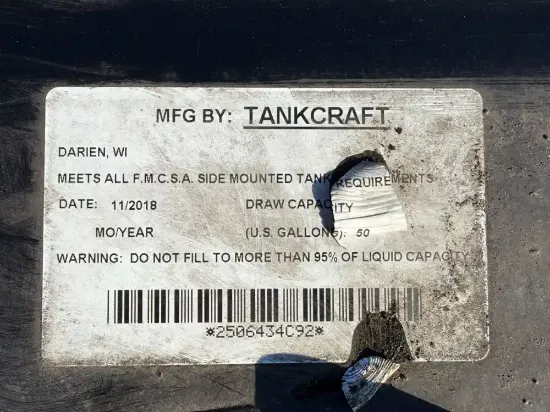 MFG BY: TANKCRAFT
DARIEN, WI
MEETS ALL F.M.C.S.A. SIDE MOUNTED TANK REQUIREMENTS
DATE: 11/2018 DRAW CAPACITY
MO/YEAR (U.S. GALLONS): 50
WARNING: DO NOT FILL TO MORE THAN 95% OF LIQUID CAPACITY
*2506434C92*